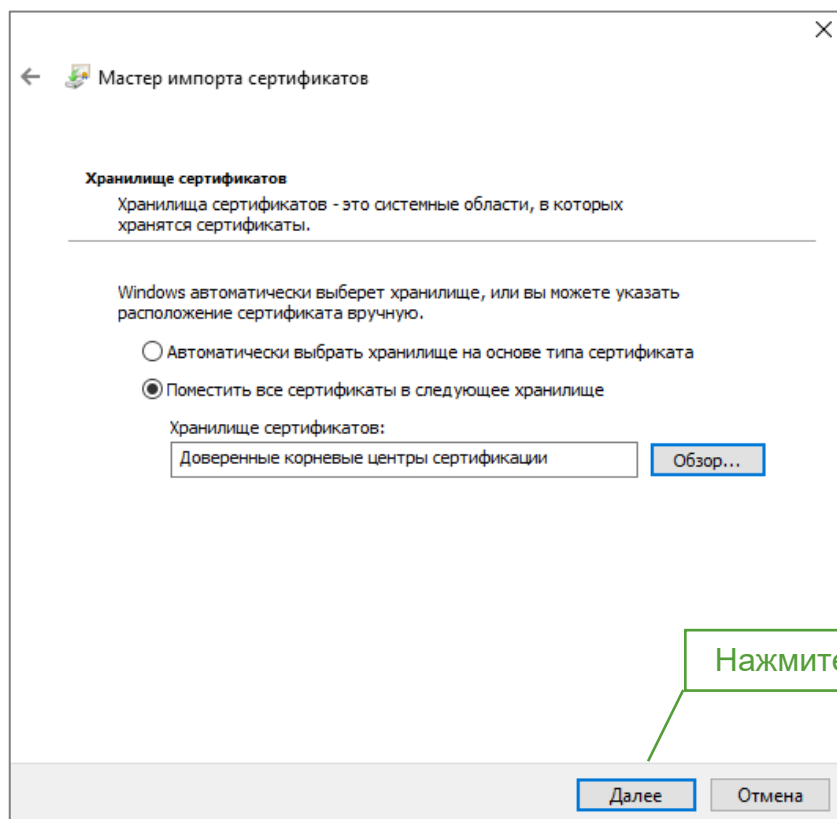 Мастер импорта сертификатов
Хранилище сертификатов
Хранилища сертификатов - это системные области, в которых
хранятся сертификаты.
Windows автоматически выберет хранилище, или вы можете указать
расположение сертификата вручную.
Автоматически выбрать хранилище на основе типа сертификата
Поместить все сертификаты в следующее хранилище
Хранилище сертификатов:
Доверенные корневые центры сертификации
Обзор...
Нажмите
Далее
Отмена